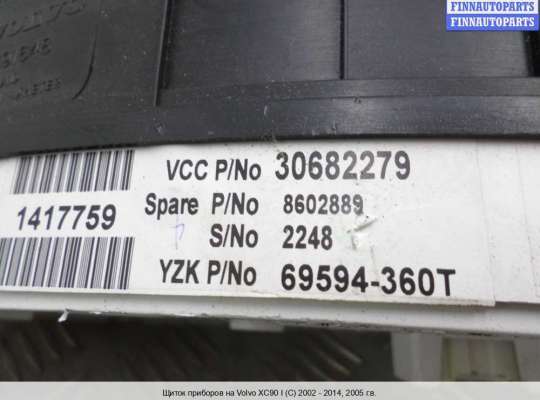 FINNAUTOPARTS
FINNAUTOPARTS
VOLVO
VCC P/No 30682279
1417759
Spare P/No 8602889
S/No 2248
YZK P/No 69594-360T
Щиток приборов на Volvo XC90 I (C) 2002 - 2014, 2005 г.в.